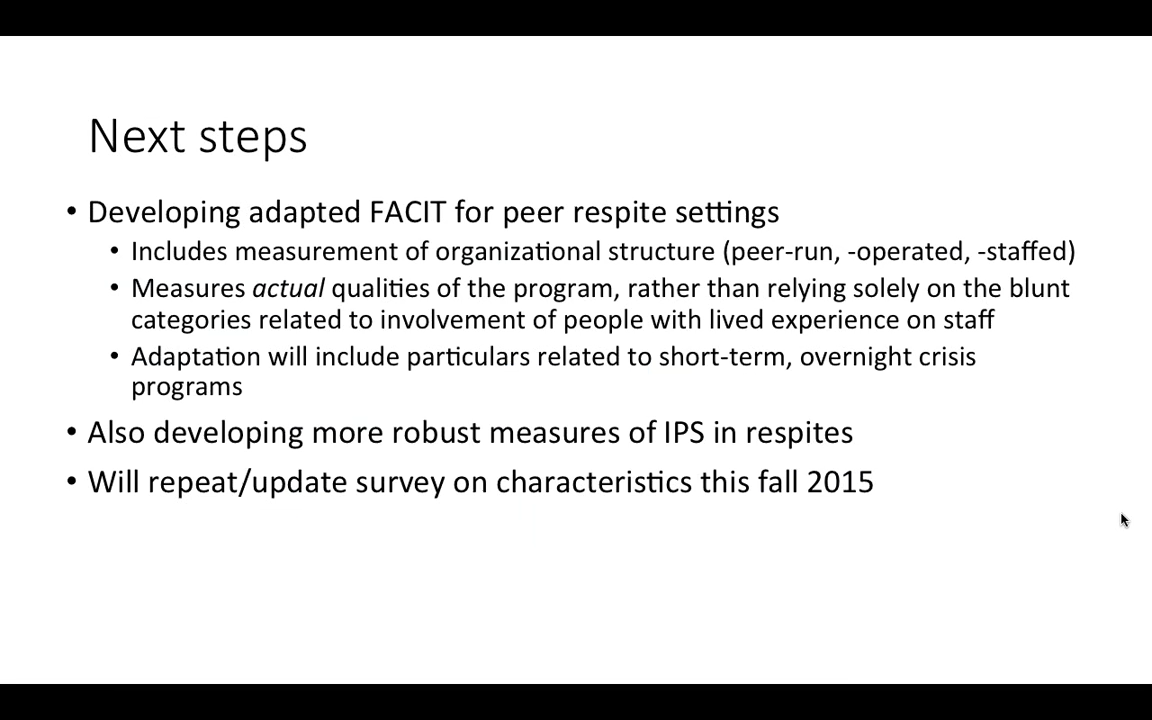 Next steps
• Developing adapted FACIT for peer respite settings
• Includes measurement of organizational structure (peer-run, -operated, -staffed)
• Measures actual qualities of the program, rather than relying solely on the blunt
categories related to involvement of people with lived experience on staff
• Adaptation will include particulars related to short-term, overnight crisis
programs
• Also developing more robust measures of IPS in respites
• Will repeat/update survey on characteristics this fall 2015